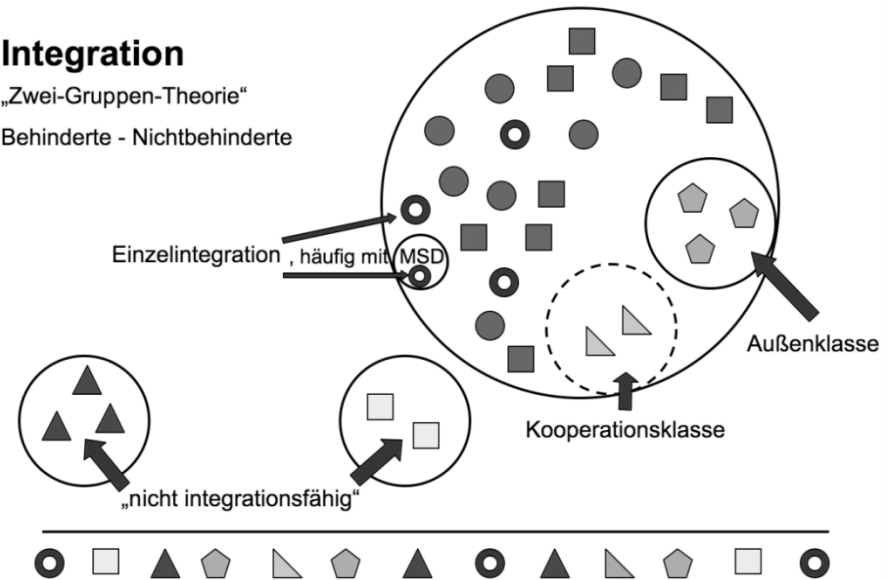 Integration
„Zwei-Gruppen-Theorie“
Behinderte - Nichtbehinderte
Einzelintegration , häufig mit MSD
Außenklasse
Kooperationsklasse
„nicht integrationsfähig“